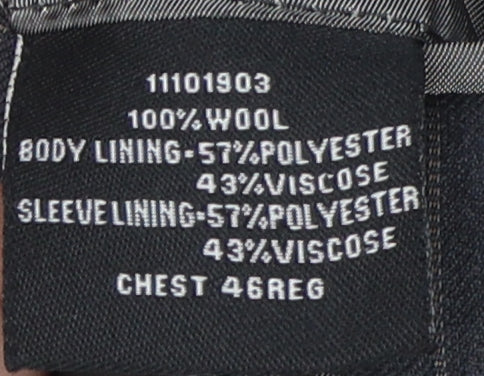 11101903
100% WOOL
BODY LINING-57%POLYESTER
43%VISCOSE
SLEEVE LINING-57%POLYESTER
43%VISCOSE
CHEST 46REG